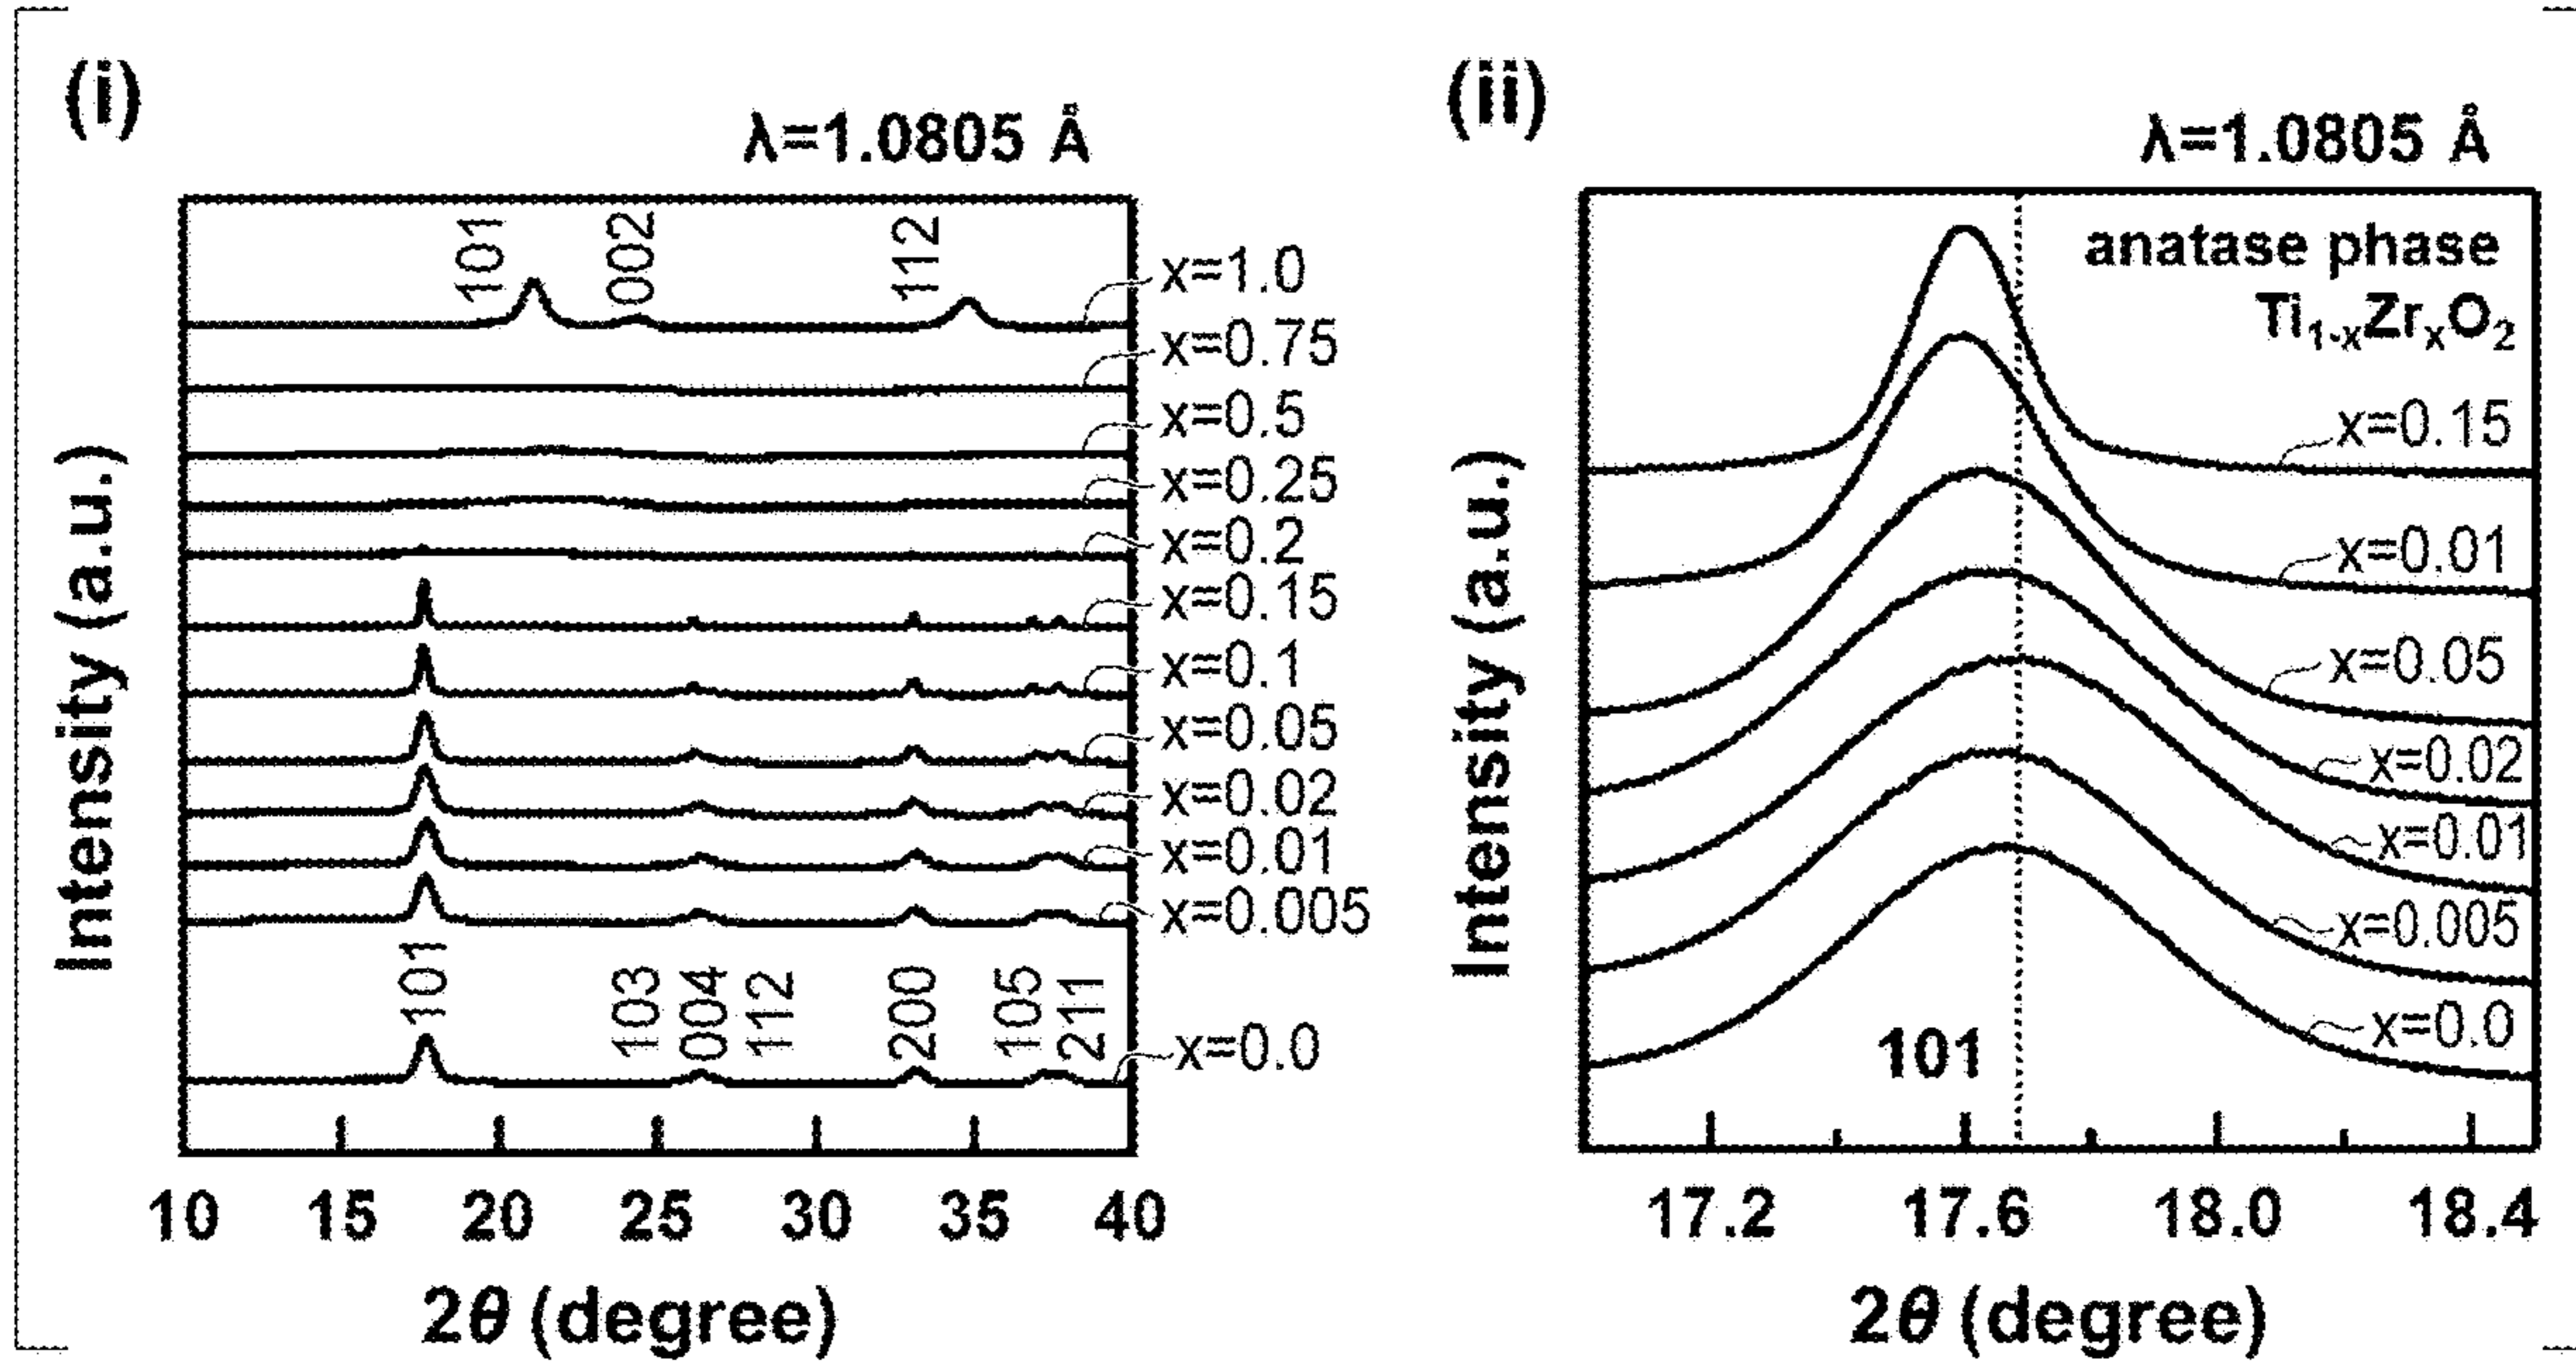 (i)
λ=1.0805 Å
101
002
112
x=1.0
x=0.75
x=0.5
x=0.25
x=0.2
x=0.15
x=0.1
x=0.05
x=0.02
x=0.01
x=0.005
101
103
004
112
200
105
211
x=0.0
Intensity (a.u.)
10 15 20 25 30 35 40
2θ (degree)
(ii)
λ=1.0805 Å
anatase phase
Ti₁₋ₓZrₓO₂
x=0.15
x=0.01
x=0.05
x=0.02
x=0.01
x=0.005
x=0.0
101
Intensity (a.u.)
17.2 17.6 18.0 18.4
2θ (degree)